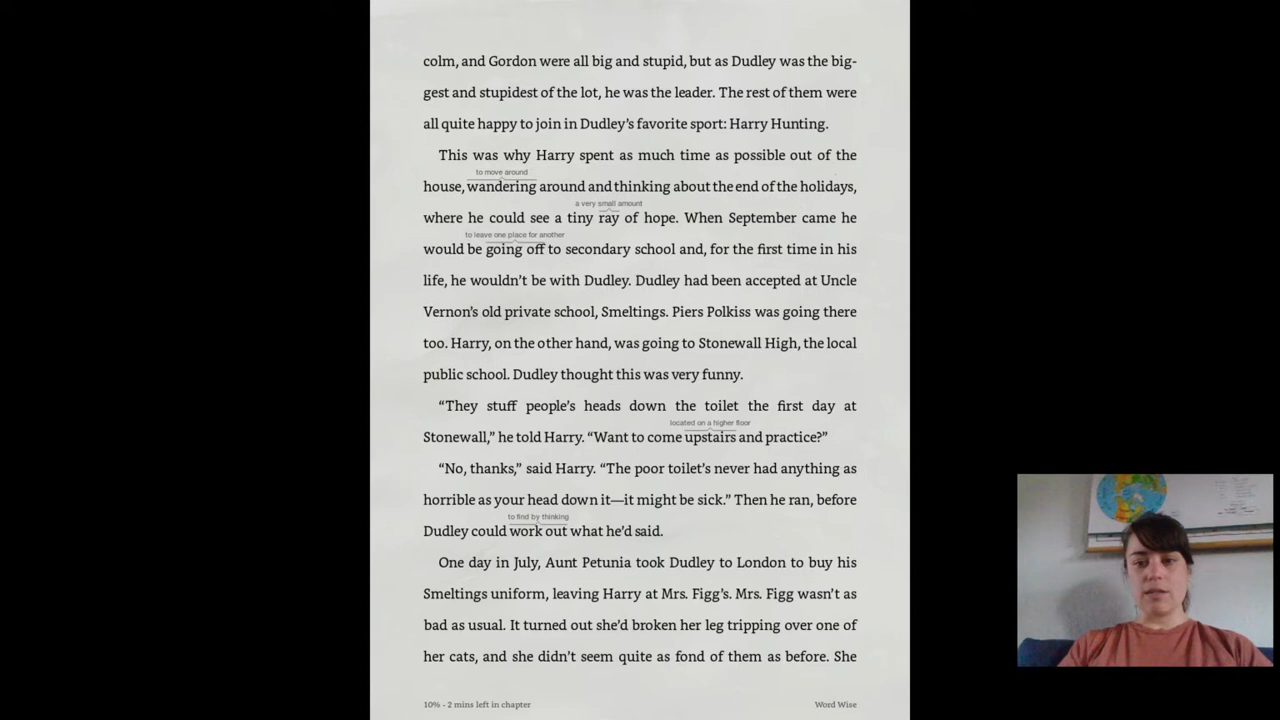 colm, and Gordon were all big and stupid, but as Dudley was the big-
gest and stupidest of the lot, he was the leader. The rest of them were
all quite happy to join in Dudley’s favorite sport: Harry Hunting.
This was why Harry spent as much time as possible out of the
to move around
house, wandering around and thinking about the end of the holidays,
a very small amount
where he could see a tiny ray of hope. When September came he
to leave one place for another
would be going off to secondary school and, for the first time in his
life, he wouldn’t be with Dudley. Dudley had been accepted at Uncle
Vernon’s old private school, Smeltings. Piers Polkiss was going there
too. Harry, on the other hand, was going to Stonewall High, the local
public school. Dudley thought this was very funny.
“They stuff people’s heads down the toilet the first day at
located on a higher floor
Stonewall,” he told Harry. “Want to come upstairs and practice?”
“No, thanks,” said Harry. “The poor toilet’s never had anything as
horrible as your head down it—it might be sick.” Then he ran, before
to find by thinking
Dudley could work out what he’d said.
One day in July, Aunt Petunia took Dudley to London to buy his
Smeltings uniform, leaving Harry at Mrs. Figg’s. Mrs. Figg wasn’t as
bad as usual. It turned out she’d broken her leg tripping over one of
her cats, and she didn’t seem quite as fond of them as before. She
10% - 2 mins left in chapter
Word Wise